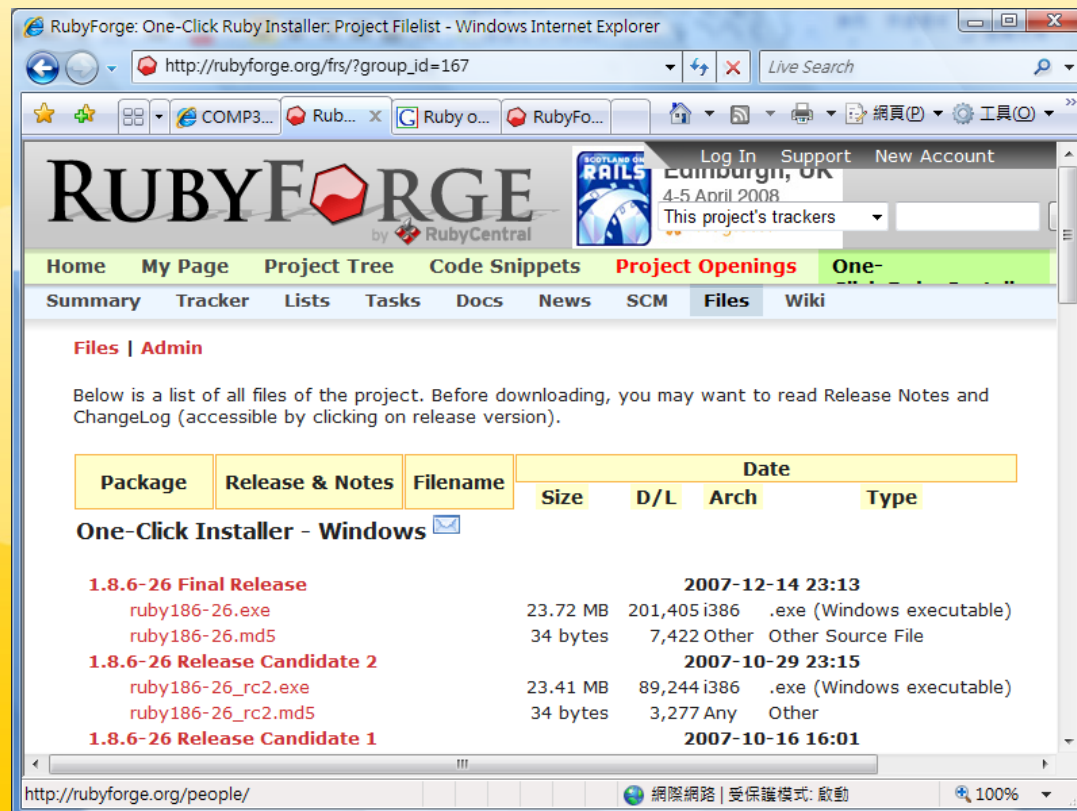 RubyForge: One-Click Ruby Installer: Project Filelist - Windows Internet Explorer
http://rubyforge.org/frs/?group_id=167
Live Search
COMP3... Rub... x Ruby o... RubyFo... 網頁(P) 工具(O) »
Log In Support New Account
RUBYFORGE
by RubyCentral
SCOTLAND ON
RAILS
Edinburgh, UK
4-5 April 2008
This project's trackers
Home My Page Project Tree Code Snippets Project Openings One-
Summary Tracker Lists Tasks Docs News SCM Files Wiki
Files | Admin
Below is a list of all files of the project. Before downloading, you may want to read Release Notes and
ChangeLog (accessible by clicking on release version).
Package Release & Notes Filename Date
Size D/L Arch Type
One-Click Installer - Windows
1.8.6-26 Final Release 2007-12-14 23:13
ruby186-26.exe 23.72 MB 201,405 i386 .exe (Windows executable)
ruby186-26.md5 34 bytes 7,422 Other Other Source File
1.8.6-26 Release Candidate 2 2007-10-29 23:15
ruby186-26_rc2.exe 23.41 MB 89,244 i386 .exe (Windows executable)
ruby186-26_rc2.md5 34 bytes 3,277 Any Other
1.8.6-26 Release Candidate 1 2007-10-16 16:01
http://rubyforge.org/people/ 網際網路 | 受保護模式: 啟動 100%